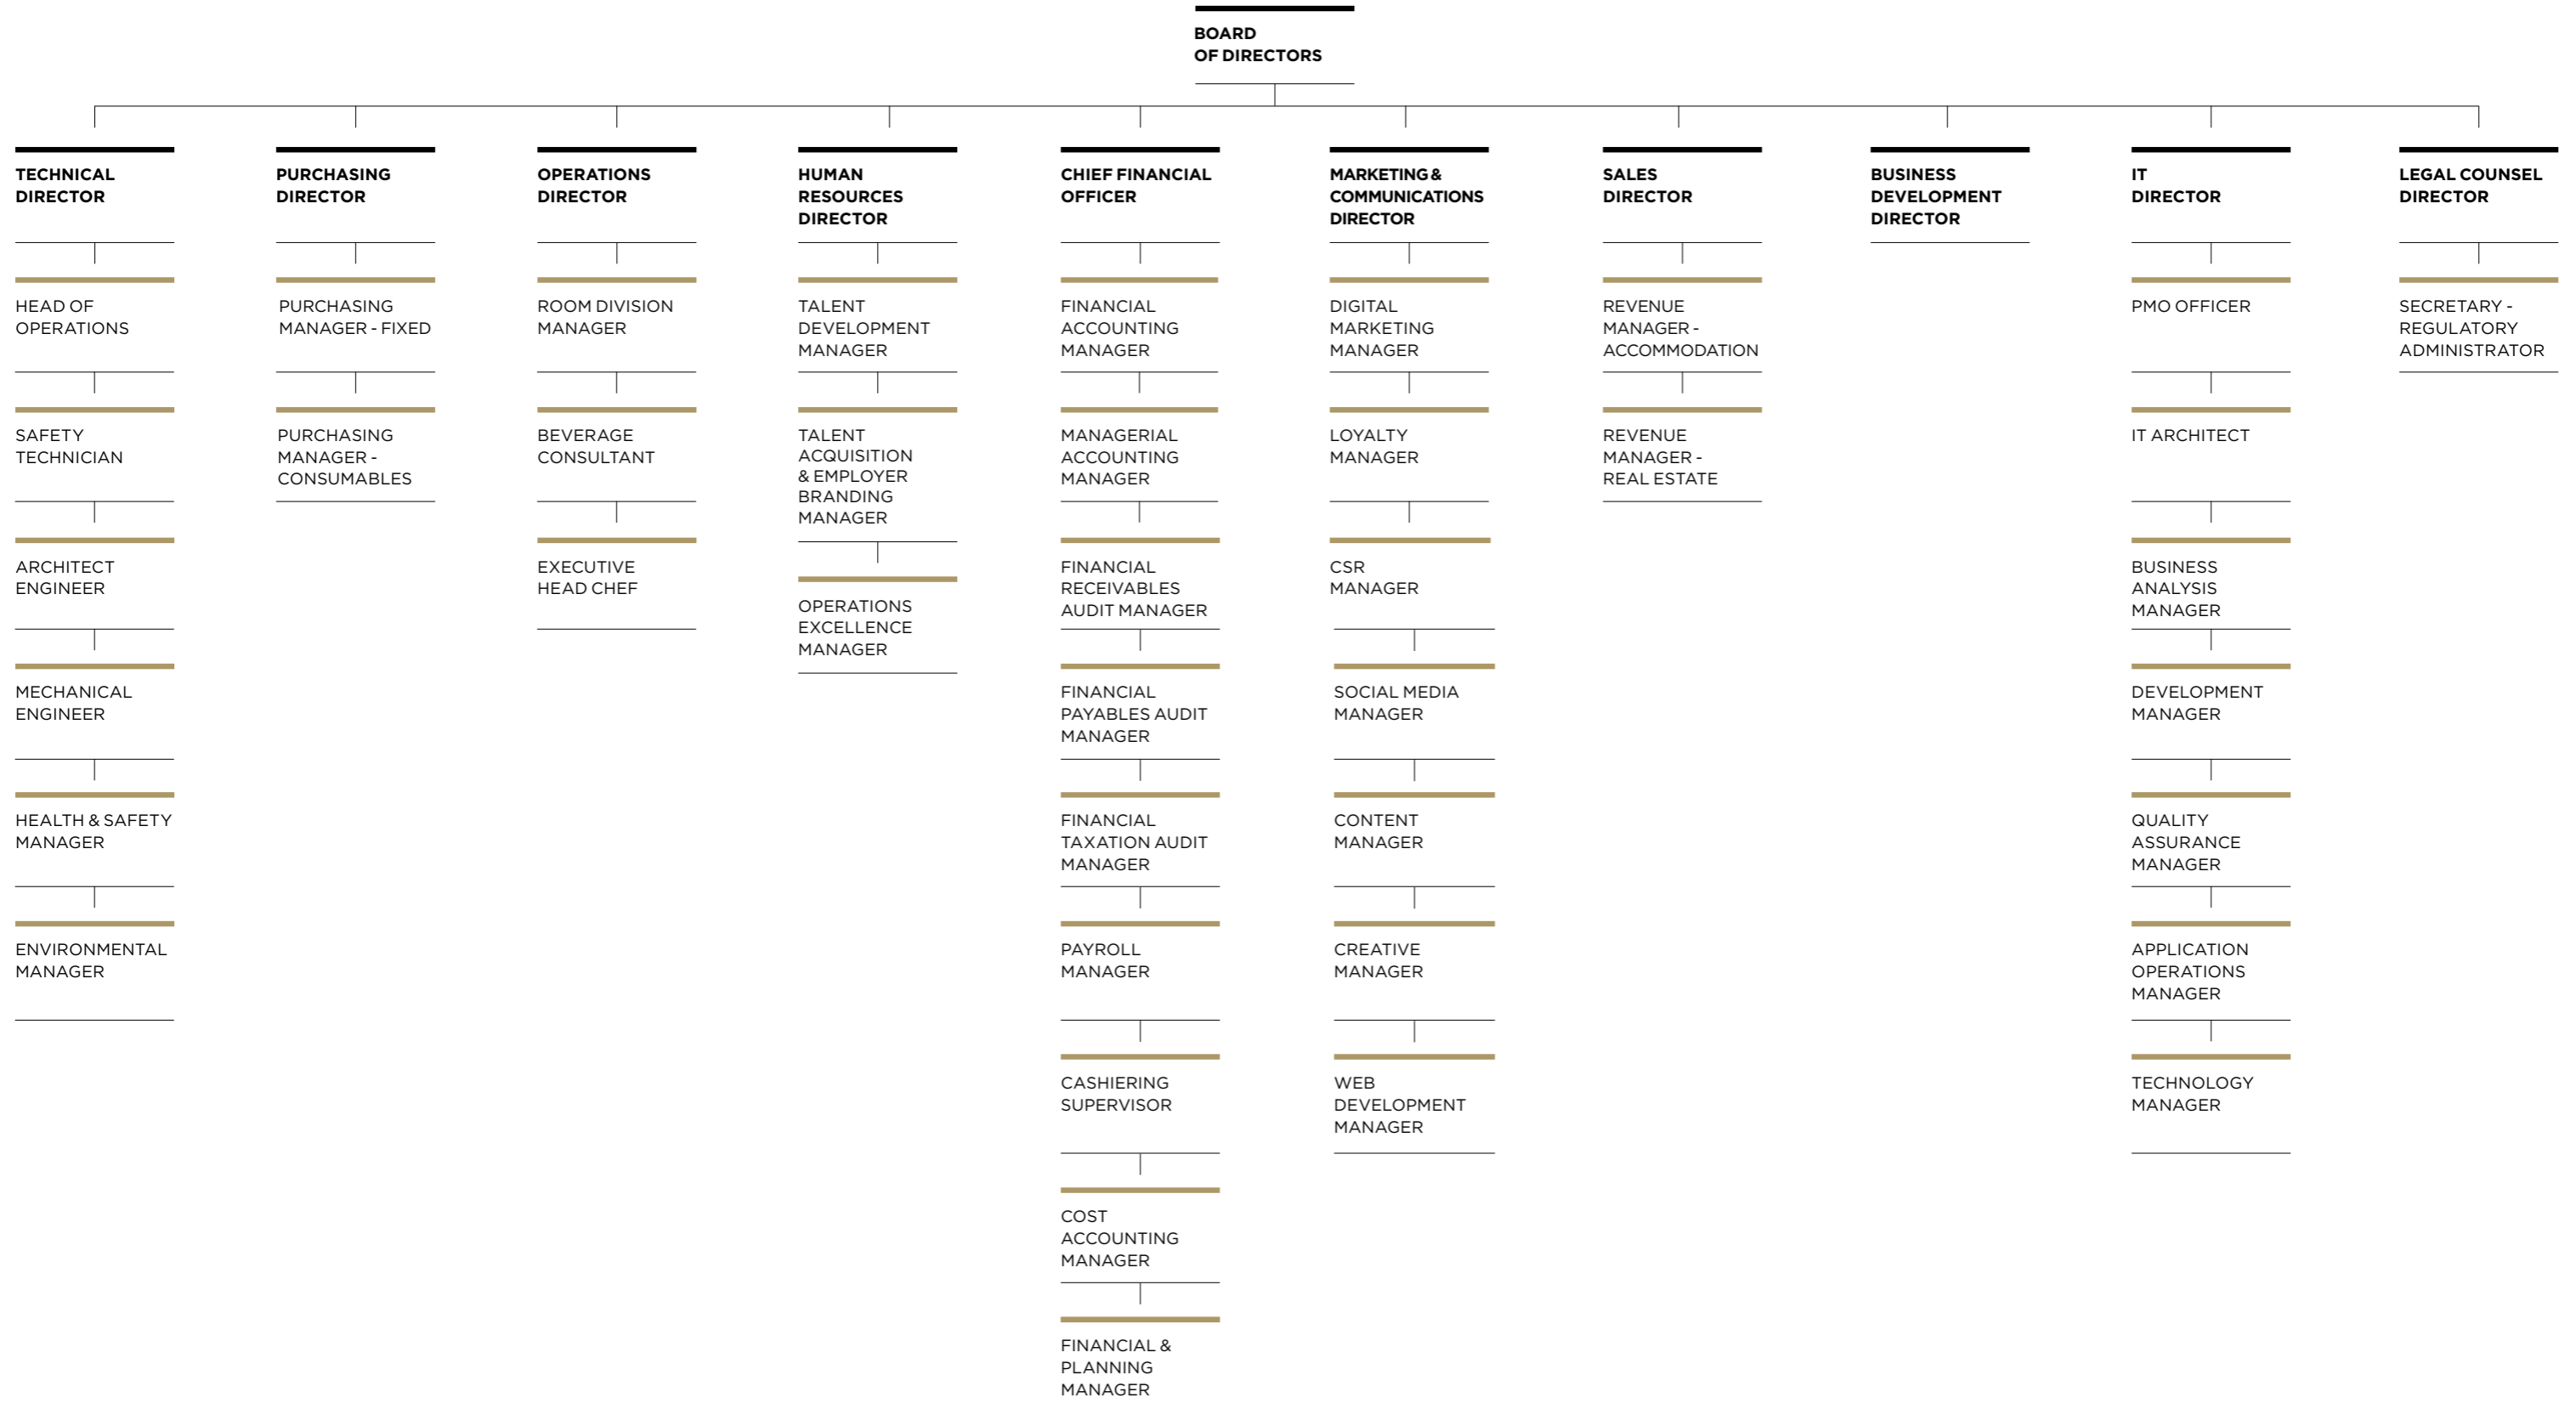 BOARD
OF DIRECTORS
TECHNICAL
DIRECTOR
HEAD OF
OPERATIONS
SAFETY
TECHNICIAN
ARCHITECT
ENGINEER
MECHANICAL
ENGINEER
HEALTH & SAFETY
MANAGER
ENVIRONMENTAL
MANAGER
PURCHASING
DIRECTOR
PURCHASING
MANAGER - FIXED
PURCHASING
MANAGER -
CONSUMABLES
OPERATIONS
DIRECTOR
ROOM DIVISION
MANAGER
BEVERAGE
CONSULTANT
EXECUTIVE
HEAD CHEF
HUMAN
RESOURCES
DIRECTOR
TALENT
DEVELOPMENT
MANAGER
TALENT
ACQUISITION
& EMPLOYER
BRANDING
MANAGER
OPERATIONS
EXCELLENCE
MANAGER
CHIEF FINANCIAL
OFFICER
FINANCIAL
ACCOUNTING
MANAGER
MANAGERIAL
ACCOUNTING
MANAGER
FINANCIAL
RECEIVABLES
AUDIT MANAGER
FINANCIAL
PAYABLES AUDIT
MANAGER
FINANCIAL
TAXATION AUDIT
MANAGER
PAYROLL
MANAGER
CASHIERING
SUPERVISOR
COST
ACCOUNTING
MANAGER
FINANCIAL &
PLANNING
MANAGER
MARKETING &
COMMUNICATIONS
DIRECTOR
DIGITAL
MARKETING
MANAGER
LOYALTY
MANAGER
CSR
MANAGER
SOCIAL MEDIA
MANAGER
CONTENT
MANAGER
CREATIVE
MANAGER
WEB
DEVELOPMENT
MANAGER
SALES
DIRECTOR
REVENUE
MANAGER -
ACCOMMODATION
REVENUE
MANAGER -
REAL ESTATE
BUSINESS
DEVELOPMENT
DIRECTOR
IT
DIRECTOR
PMO OFFICER
IT ARCHITECT
BUSINESS
ANALYSIS
MANAGER
DEVELOPMENT
MANAGER
QUALITY
ASSURANCE
MANAGER
APPLICATION
OPERATIONS
MANAGER
TECHNOLOGY
MANAGER
LEGAL COUNSEL
DIRECTOR
SECRETARY -
REGULATORY
ADMINISTRATOR